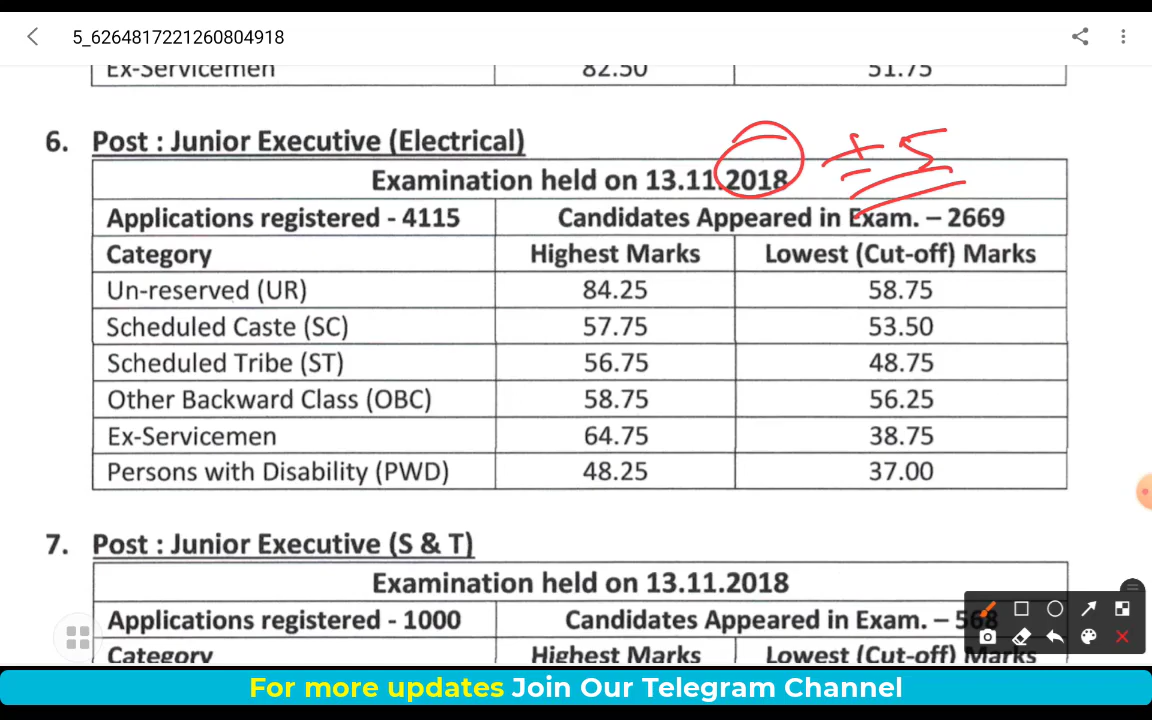 5_6264817221260804918
Ex-Servicemen 82.50 51.75
6. Post : Junior Executive (Electrical)
± 5
Examination held on 13.11.2018
Applications registered - 4115 Candidates Appeared in Exam. – 2669
Category Highest Marks Lowest (Cut-off) Marks
Un-reserved (UR) 84.25 58.75
Scheduled Caste (SC) 57.75 53.50
Scheduled Tribe (ST) 56.75 48.75
Other Backward Class (OBC) 58.75 56.25
Ex-Servicemen 64.75 38.75
Persons with Disability (PWD) 48.25 37.00
7. Post : Junior Executive (S & T)
Examination held on 13.11.2018
Applications registered - 1000 Candidates Appeared in Exam. – 568
Category Highest Marks Lowest (Cut-off) Marks
For more updates Join Our Telegram Channel